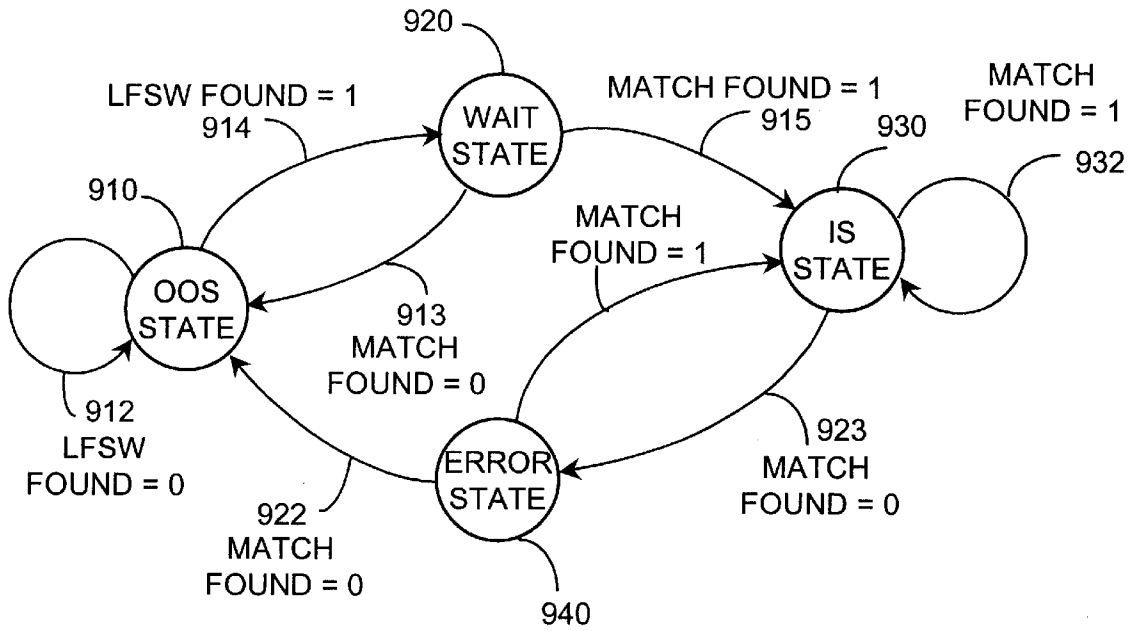 920
LFSW FOUND = 1
914
WAIT
STATE
MATCH FOUND = 1
915
930
MATCH
FOUND = 1
932
910
OOS
STATE
MATCH
FOUND = 1
IS
STATE
913
MATCH
FOUND = 0
912
LFSW
FOUND = 0
922
MATCH
FOUND = 0
ERROR
STATE
923
MATCH
FOUND = 0
940